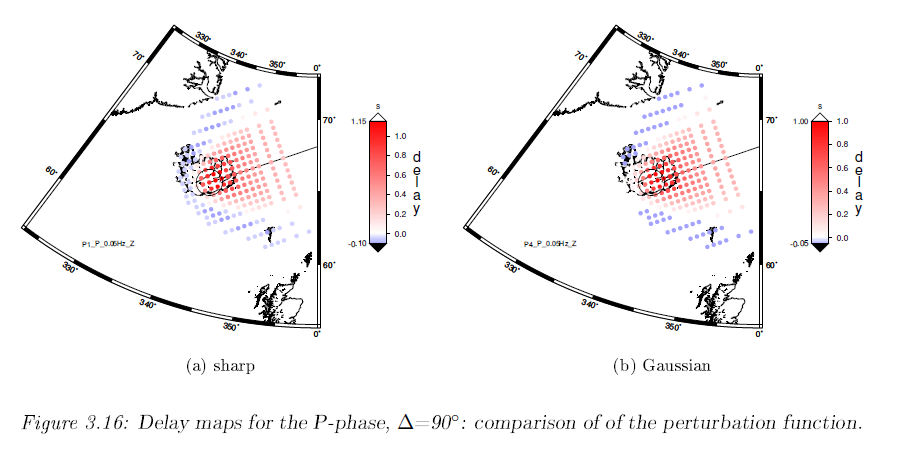 330° 340° 350° 0°
70°
s
1.15 1.0
70°
0.8
0.6
0.4
0.2
0.0
-0.10
delay
60°
P1_P_0.05Hz_Z
60°
330°
340°
350° 0°
(a) sharp
330° 340° 350° 0°
70°
s
1.00 1.0
70°
0.8
0.6
0.4
0.2
0.0
-0.05
delay
60°
P4_P_0.05Hz_Z
60°
330°
340°
350° 0°
(b) Gaussian
Figure 3.16: Delay maps for the P-phase, Δ=90°: comparison of of the perturbation function.